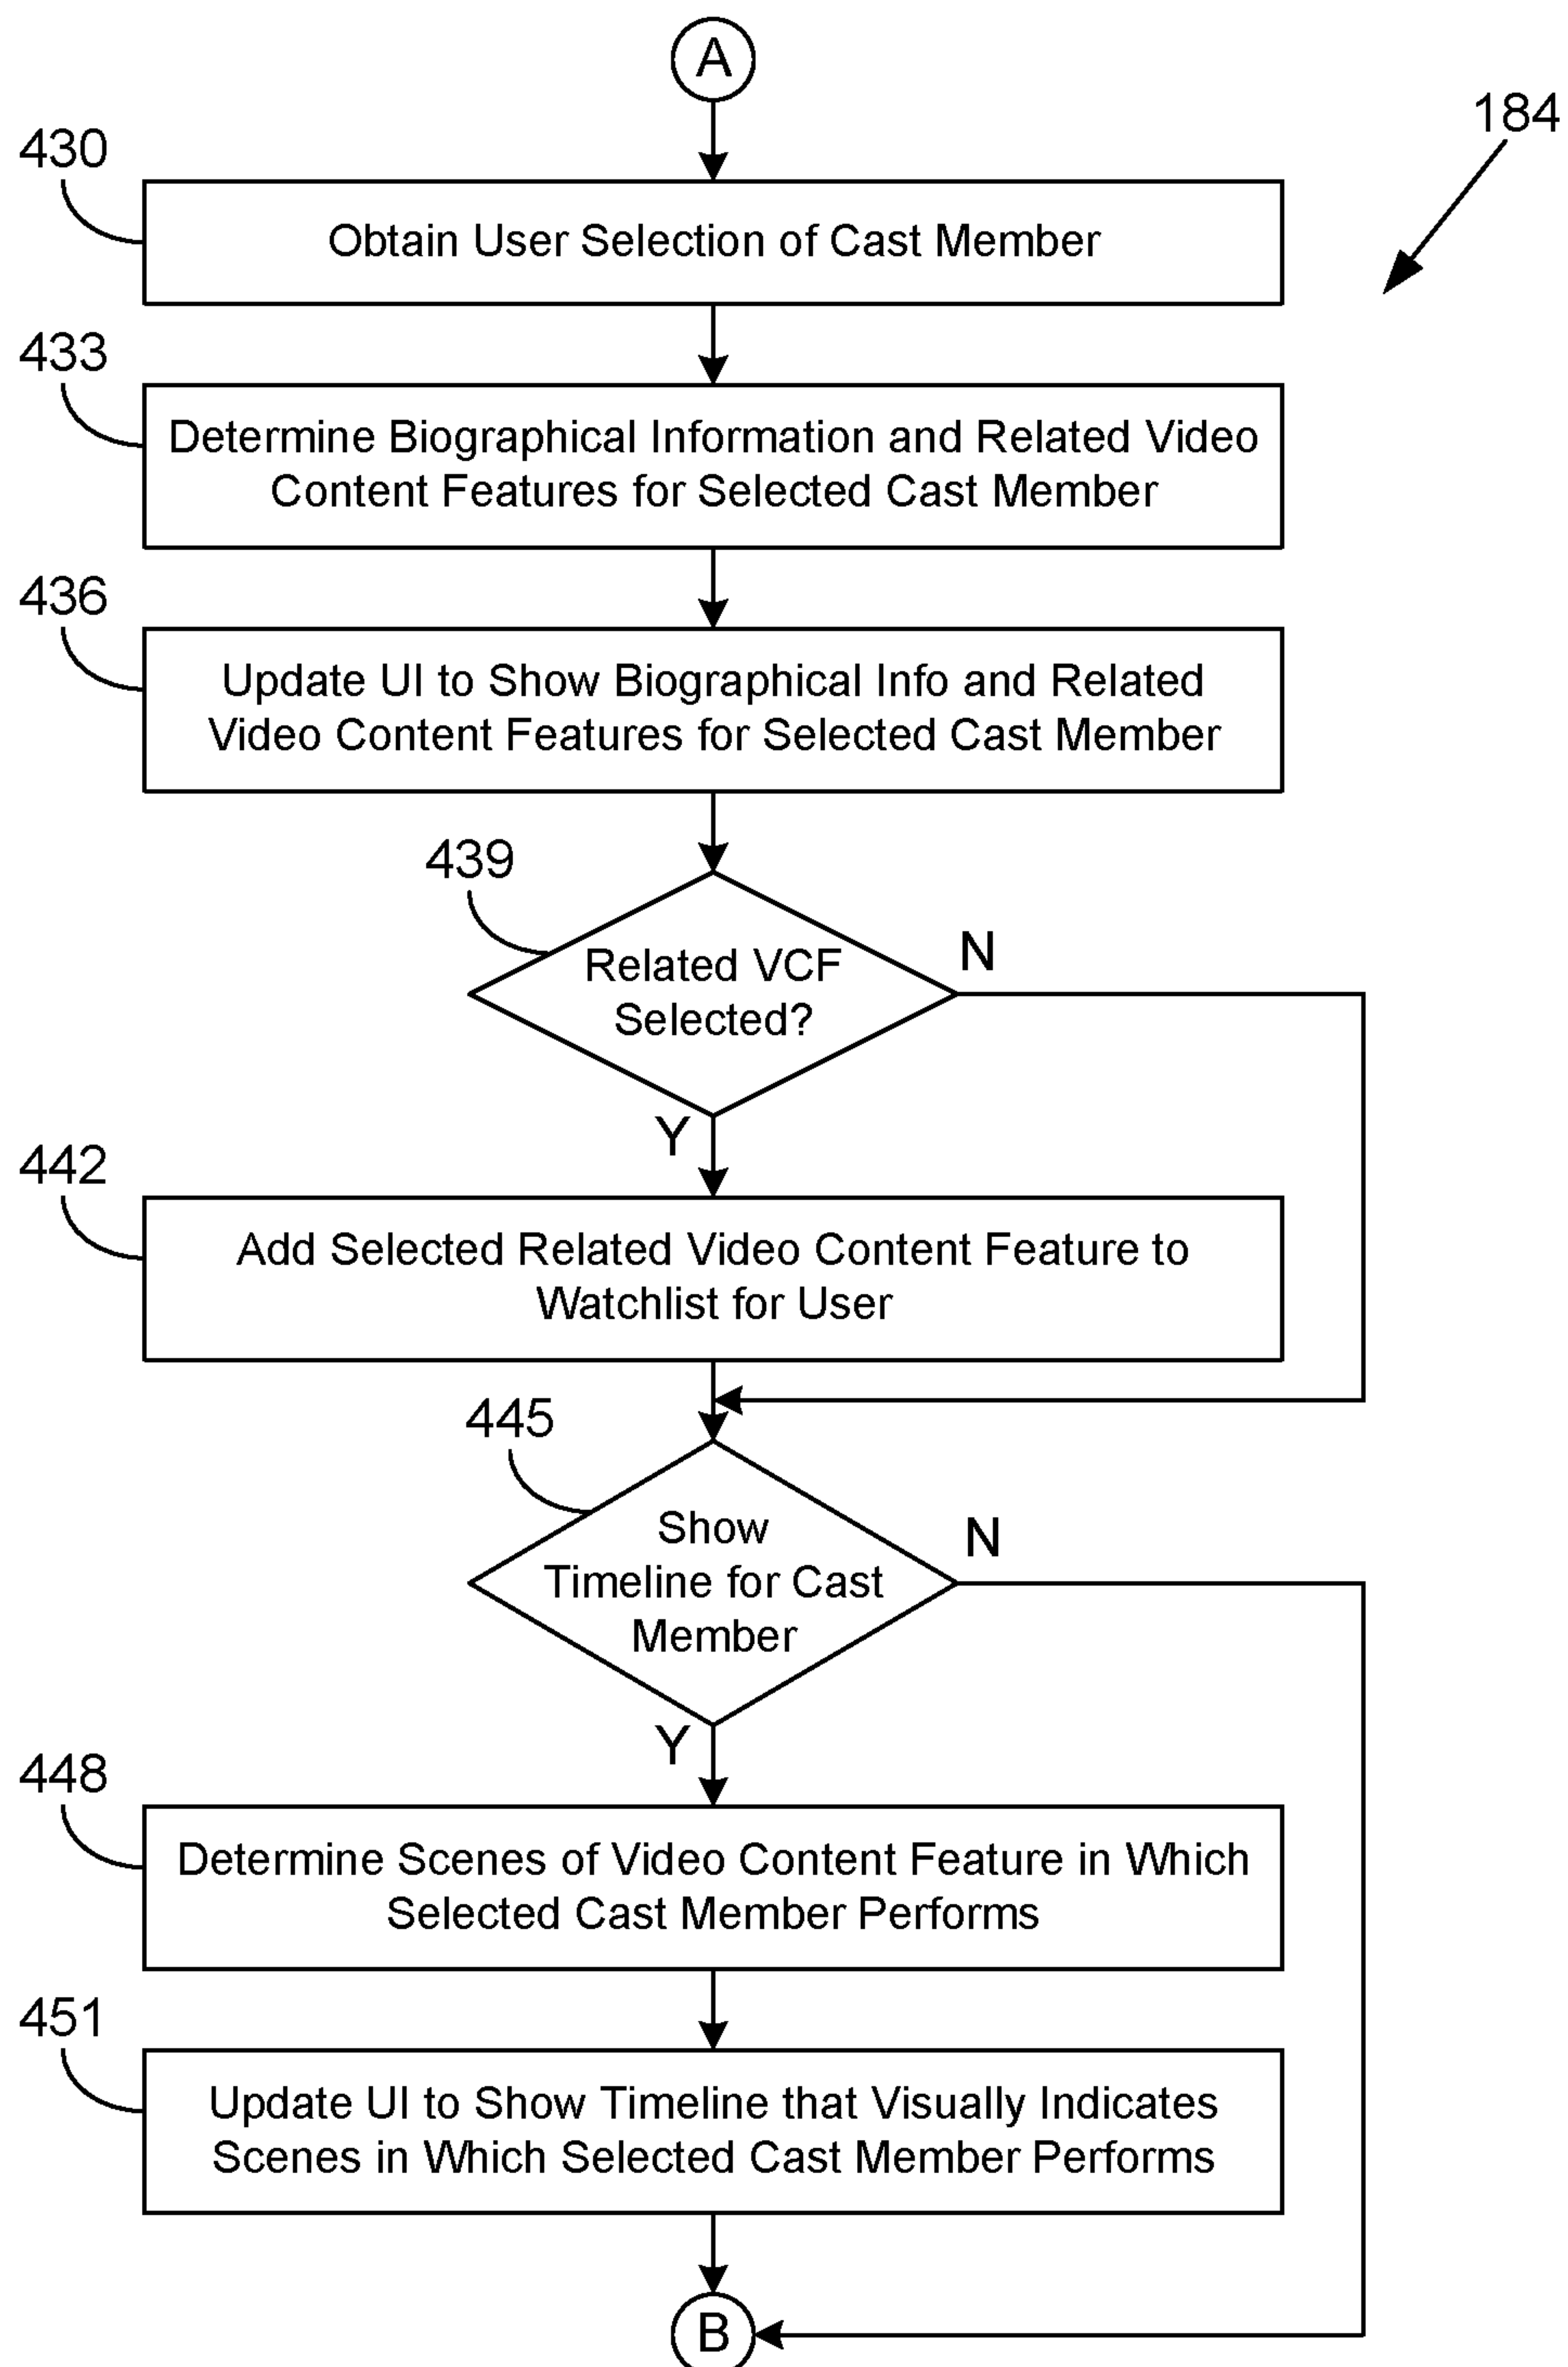 A
184
430
Obtain User Selection of Cast Member
433
Determine Biographical Information and Related Video
Content Features for Selected Cast Member
436
Update UI to Show Biographical Info and Related
Video Content Features for Selected Cast Member
439
Related VCF
Selected?
N
Y
442
Add Selected Related Video Content Feature to
Watchlist for User
445
Show
Timeline for Cast
Member
N
Y
448
Determine Scenes of Video Content Feature in Which
Selected Cast Member Performs
451
Update UI to Show Timeline that Visually Indicates
Scenes in Which Selected Cast Member Performs
B